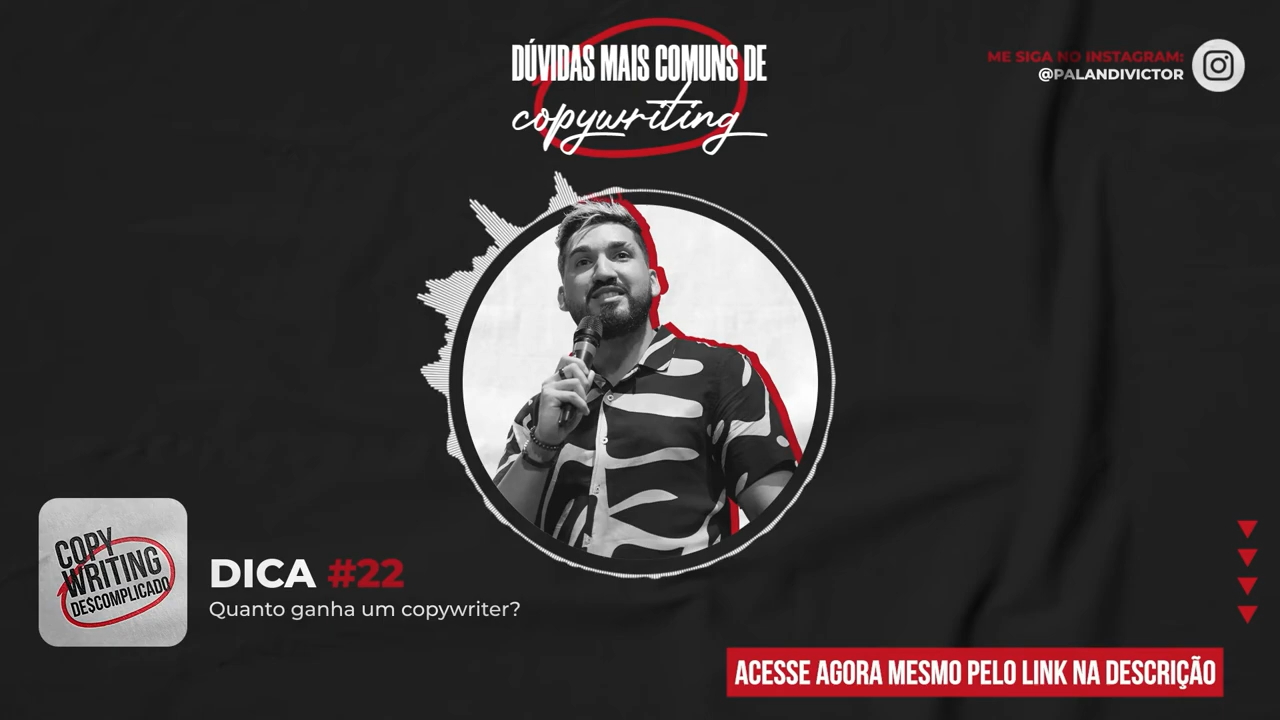 DÚVIDAS MAIS COMUNS DE
copywriting
ME SIGA NO INSTAGRAM:
@PALANDIVICTOR
COPY
WRITING
DESCOMPLICADO
DICA #22
Quanto ganha um copywriter?
ACESSE AGORA MESMO PELO LINK NA DESCRIÇÃO